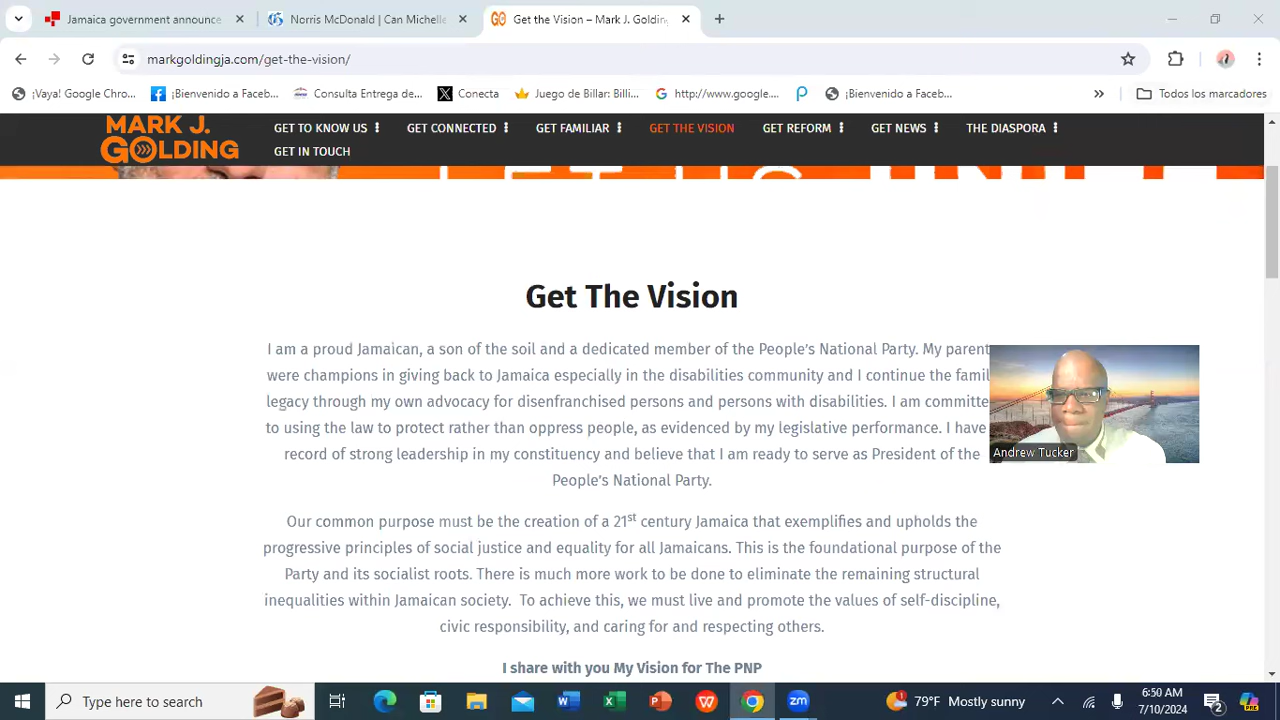 Jamaica government announce
Norris McDonald | Can Michelle
Get the Vision – Mark J. Golding
markgoldingja.com/get-the-vision/
¡Vaya! Google Chro...
¡Bienvenido a Faceb...
Consulta Entrega de...
Conecta
Juego de Billar: Billi...
http://www.google....
¡Bienvenido a Faceb...
Todos los marcadores
MARK J.
GOLDING
GET TO KNOW US
GET CONNECTED
GET FAMILIAR
GET THE VISION
GET REFORM
GET NEWS
THE DIASPORA
GET IN TOUCH
Get The Vision
I am a proud Jamaican, a son of the soil and a dedicated member of the People's National Party. My parent
were champions in giving back to Jamaica especially in the disabilities community and I continue the famil
legacy through my own advocacy for disenfranchised persons and persons with disabilities. I am committe
to using the law to protect rather than oppress people, as evidenced by my legislative performance. I have
record of strong leadership in my constituency and believe that I am ready to serve as President of the
People's National Party.
Andrew Tucker
Our common purpose must be the creation of a 21st century Jamaica that exemplifies and upholds the
progressive principles of social justice and equality for all Jamaicans. This is the foundational purpose of the
Party and its socialist roots. There is much more work to be done to eliminate the remaining structural
inequalities within Jamaican society.  To achieve this, we must live and promote the values of self-discipline,
civic responsibility, and caring for and respecting others.
I share with you My Vision for The PNP
Type here to search
zm
79°F Mostly sunny
6:50 AM
7/10/2024
2
PRE